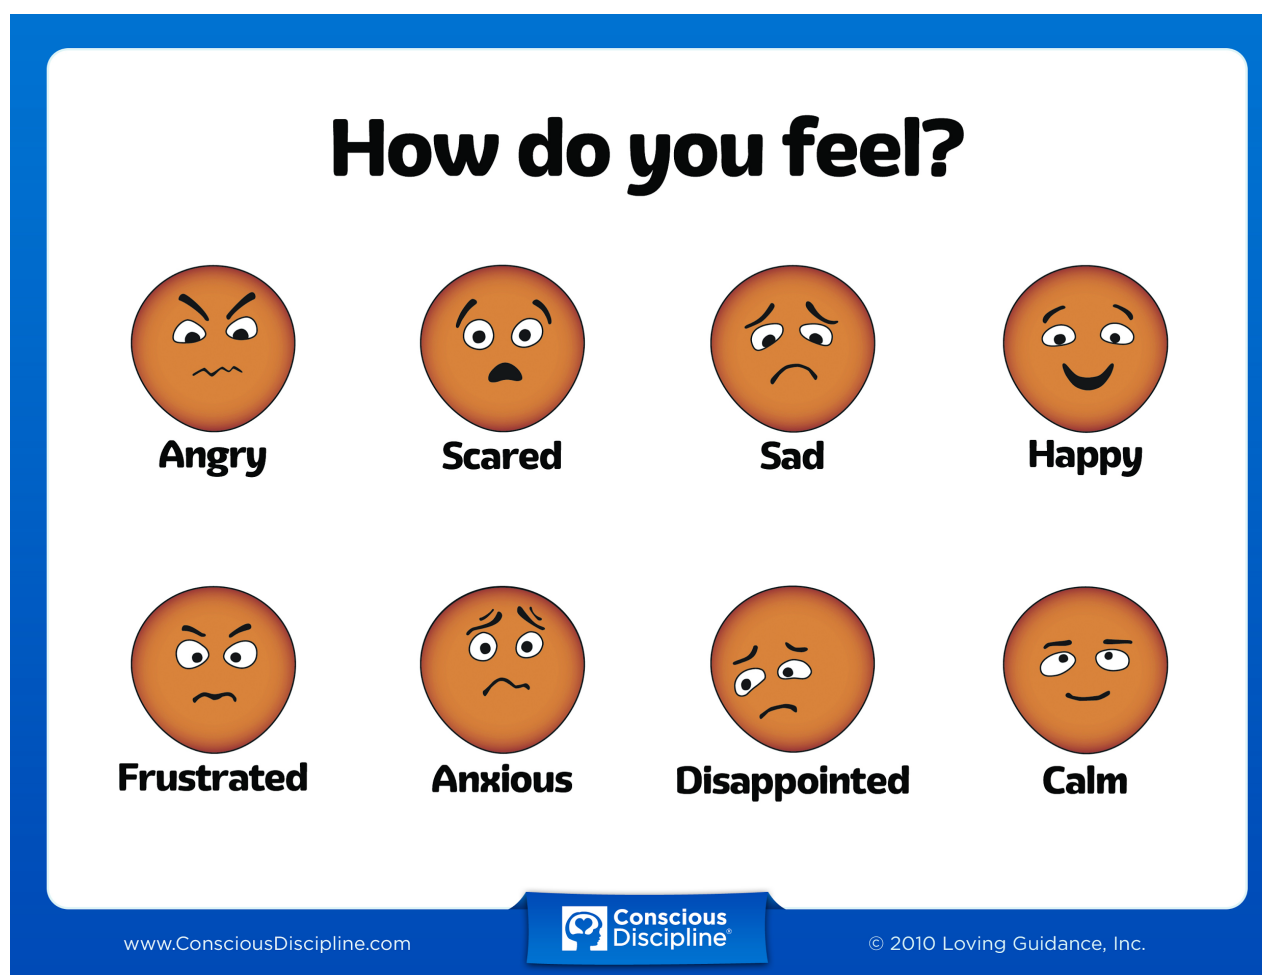 How do you feel?
Angry
Scared
Sad
Happy
Frustrated
Anxious
Disappointed
Calm
www.ConsciousDiscipline.com
Conscious
Discipline®
© 2010 Loving Guidance, Inc.